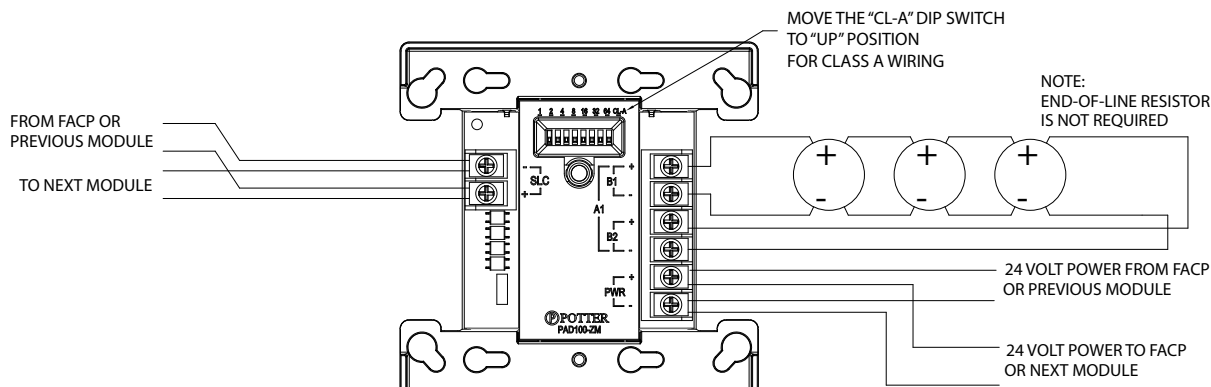 MOVE THE "CL-A" DIP SWITCH
TO "UP" POSITION
FOR CLASS A WIRING
NOTE:
END-OF-LINE RESISTOR
IS NOT REQUIRED
FROM FACP OR
PREVIOUS MODULE
TO NEXT MODULE
1 2 4 8 16 32 64 CL-A
- SLC +
+ B1 -
A1
+ B2 -
+ PWR -
P POTTER
PAD100-ZM
+ + +
- - -
24 VOLT POWER FROM FACP
OR PREVIOUS MODULE
24 VOLT POWER TO FACP
OR NEXT MODULE